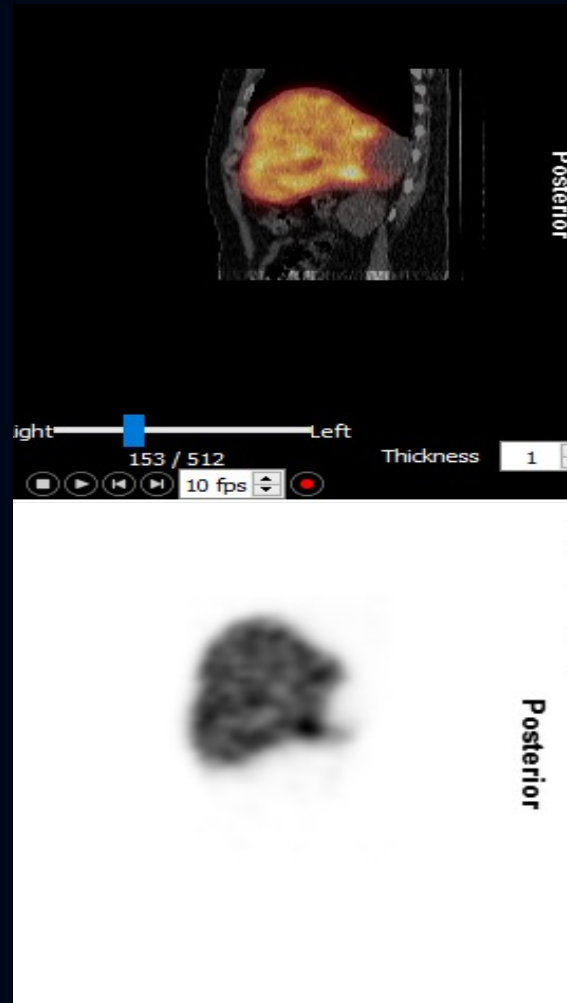 Posterior
ight
Left
153 / 512
Thickness
1
10 fps
Posterior